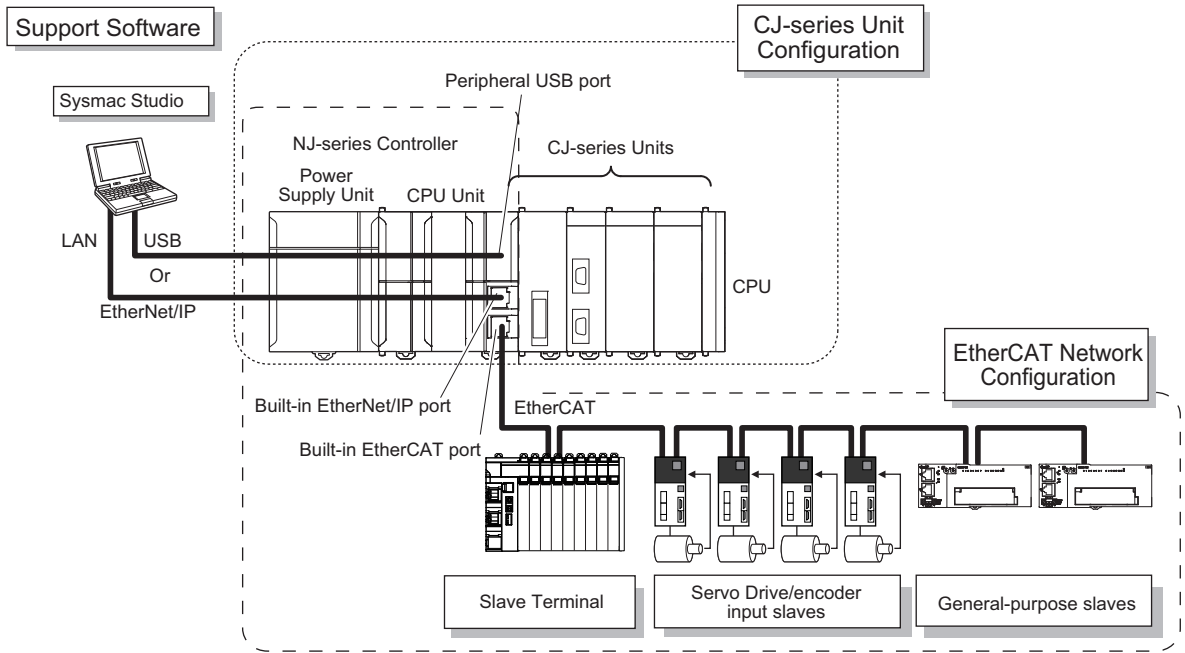 Support Software
CJ-series Unit
Configuration
Sysmac Studio
Peripheral USB port
NJ-series Controller
CJ-series Units
Power
Supply Unit
CPU Unit
LAN
USB
Or
EtherNet/IP
CPU
EtherCAT Network
Configuration
Built-in EtherNet/IP port
EtherCAT
Built-in EtherCAT port
Slave Terminal
Servo Drive/encoder
input slaves
General-purpose slaves